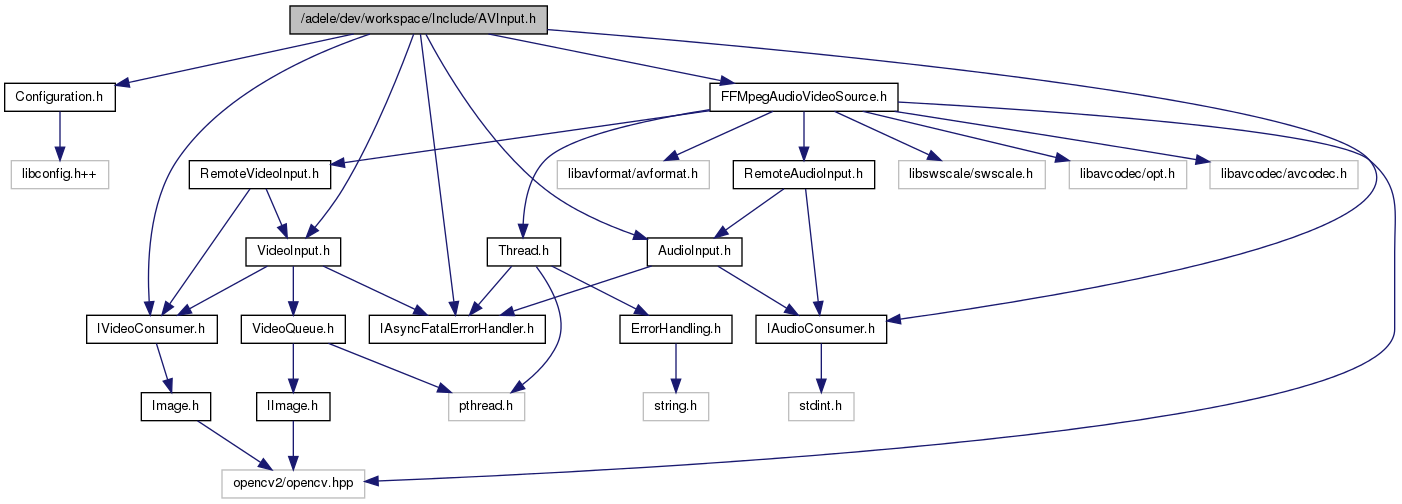 /adele/dev/workspace/Include/AVInput.h
Configuration.h
FFMpegAudioVideoSource.h
libconfig.h++
RemoteVideoInput.h
libavformat/avformat.h
RemoteAudioInput.h
libswscale/swscale.h
libavcodec/opt.h
libavcodec/avcodec.h
VideoInput.h
Thread.h
AudioInput.h
IVideoConsumer.h
VideoQueue.h
IAsyncFatalErrorHandler.h
ErrorHandling.h
IAudioConsumer.h
Image.h
IImage.h
pthread.h
string.h
stdint.h
opencv2/opencv.hpp